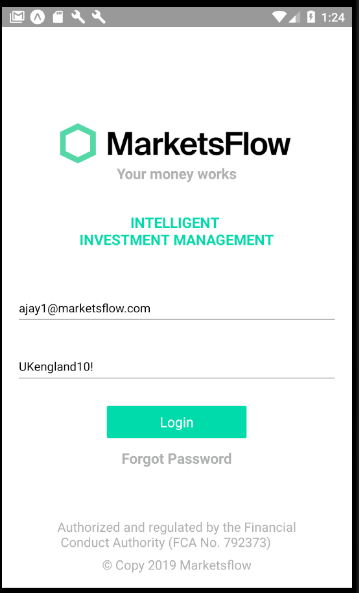 1:24
MarketsFlow
Your money works
INTELLIGENT
INVESTMENT MANAGEMENT
ajay1@marketsflow.com
UKengland10!
Login
Forgot Password
Authorized and regulated by the Financial
Conduct Authority (FCA No. 792373)
© Copy 2019 Marketsflow